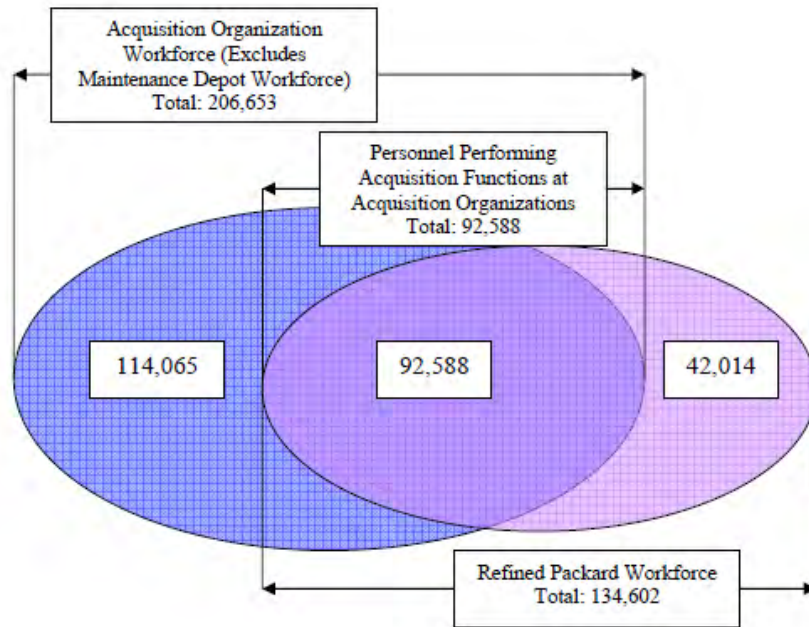 Acquisition Organization
Workforce (Excludes
Maintenance Depot Workforce)
Total: 206,653
Personnel Performing
Acquisition Functions at
Acquisition Organizations
Total: 92,588
114,065
92,588
42,014
Refined Packard Workforce
Total: 134,602